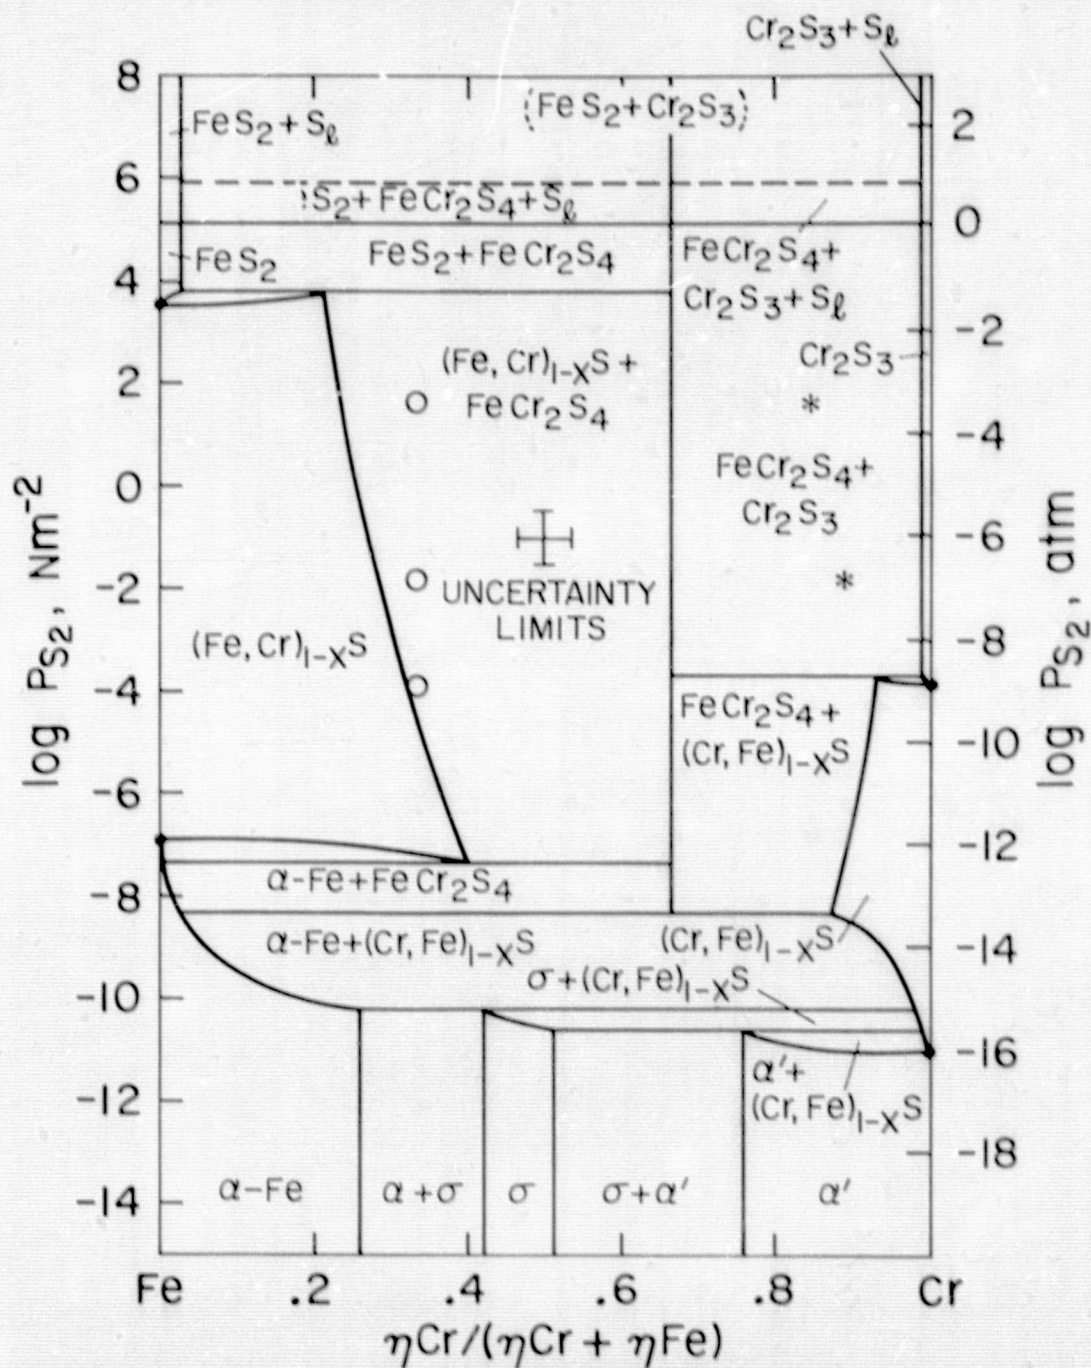 Cr2S3+Sℓ
8
6
4
2
0
-2
-4
-6
-8
-10
-12
-14
log PS2, Nm-2
2
0
-2
-4
-6
-8
-10
-12
-14
-16
-18
log PS2, atm
FeS2+Sℓ
(FeS2+Cr2S3)
S2+FeCr2S4+Sℓ
FeS2
FeS2+FeCr2S4
FeCr2S4+
Cr2S3+Sℓ
Cr2S3
(Fe,Cr)1-XS+
FeCr2S4
*
FeCr2S4+
Cr2S3
*
UNCERTAINTY
LIMITS
(Fe,Cr)1-XS
FeCr2S4+
(Cr,Fe)1-XS
α-Fe+FeCr2S4
α-Fe+(Cr,Fe)1-XS
(Cr,Fe)1-XS
σ+(Cr,Fe)1-XS
α'+
(Cr,Fe)1-XS
α-Fe
α+σ
σ
σ+α'
α'
Fe .2 .4 .6 .8 Cr
ηCr/(ηCr + ηFe)